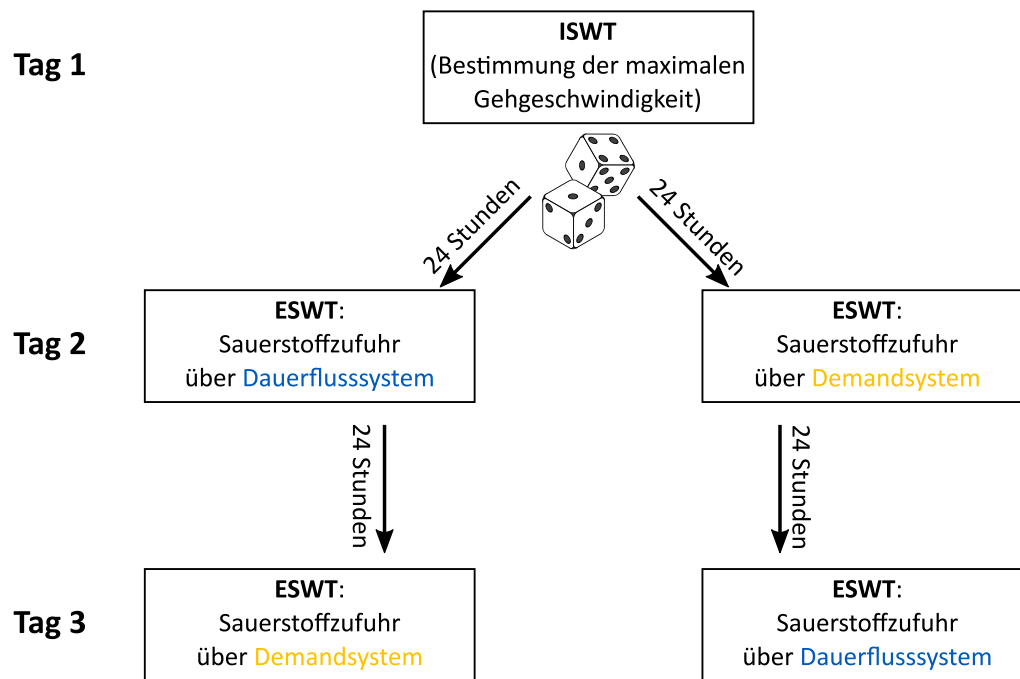 Tag 1
ISWT
(Bestimmung der maximalen
Gehgeschwindigkeit)
24 Stunden
24 Stunden
Tag 2
ESWT:
Sauerstoffzufuhr
über Dauerflusssystem
ESWT:
Sauerstoffzufuhr
über Demandsystem
24 Stunden
24 Stunden
Tag 3
ESWT:
Sauerstoffzufuhr
über Demandsystem
ESWT:
Sauerstoffzufuhr
über Dauerflusssystem